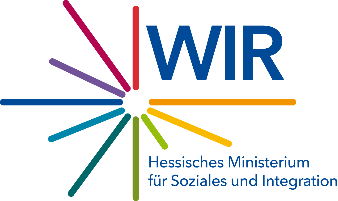 WIR
Hessisches Ministerium
für Soziales und Integration